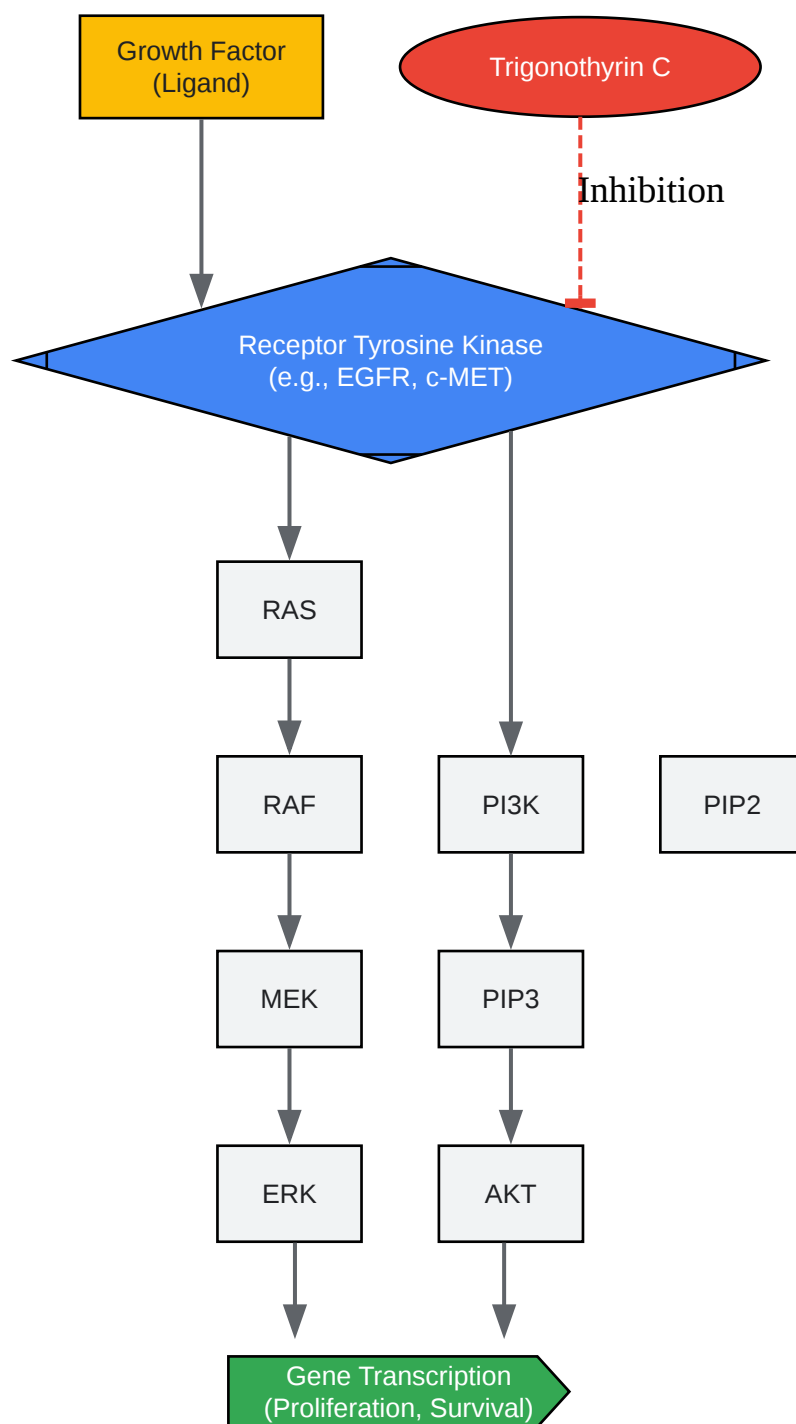 Growth Factor
(Ligand)
Trigonothyrin C
Inhibition
Receptor Tyrosine Kinase
(e.g., EGFR, c-MET)
RAS
RAF
PI3K
PIP2
MEK
PIP3
ERK
AKT
Gene Transcription
(Proliferation, Survival)